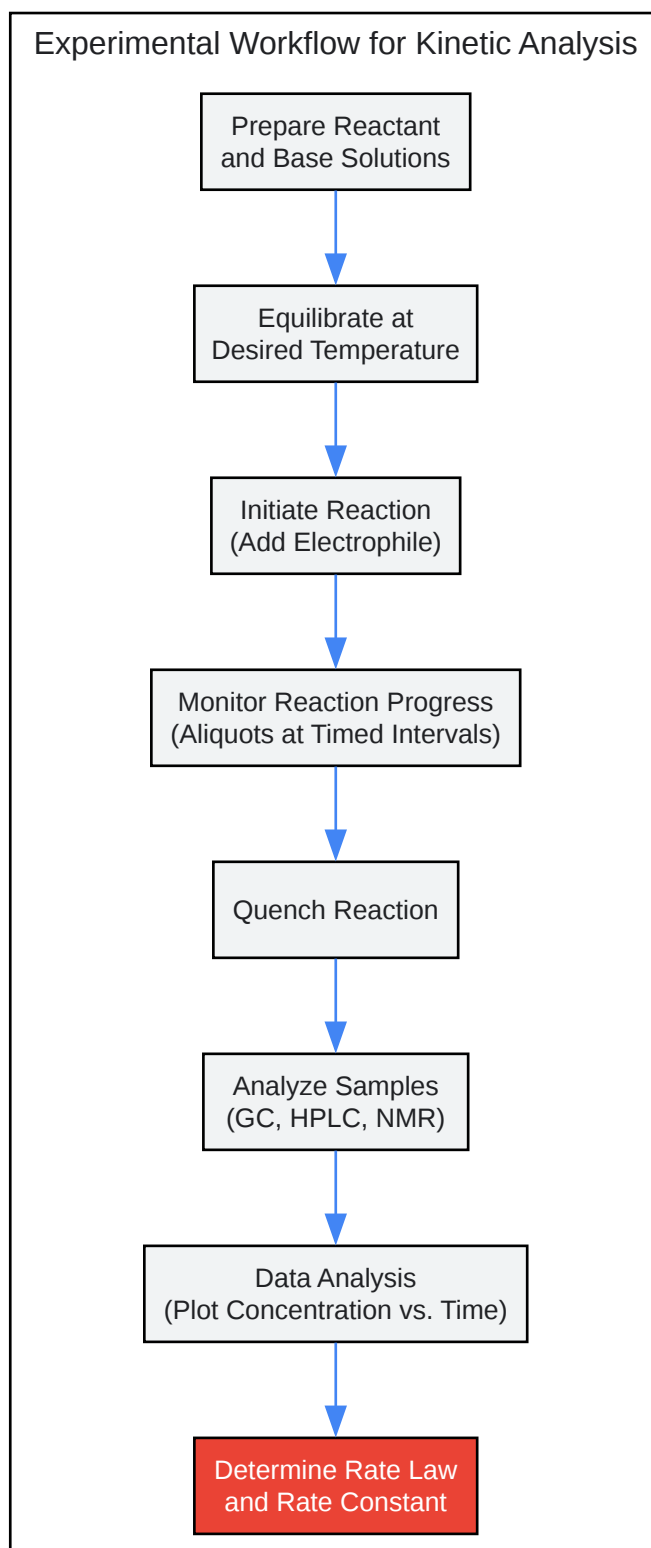 Experimental Workflow for Kinetic Analysis
Prepare Reactant
and Base Solutions
Equilibrate at
Desired Temperature
Initiate Reaction
(Add Electrophile)
Monitor Reaction Progress
(Aliquots at Timed Intervals)
Quench Reaction
Analyze Samples
(GC, HPLC, NMR)
Data Analysis
(Plot Concentration vs. Time)
Determine Rate Law
and Rate Constant